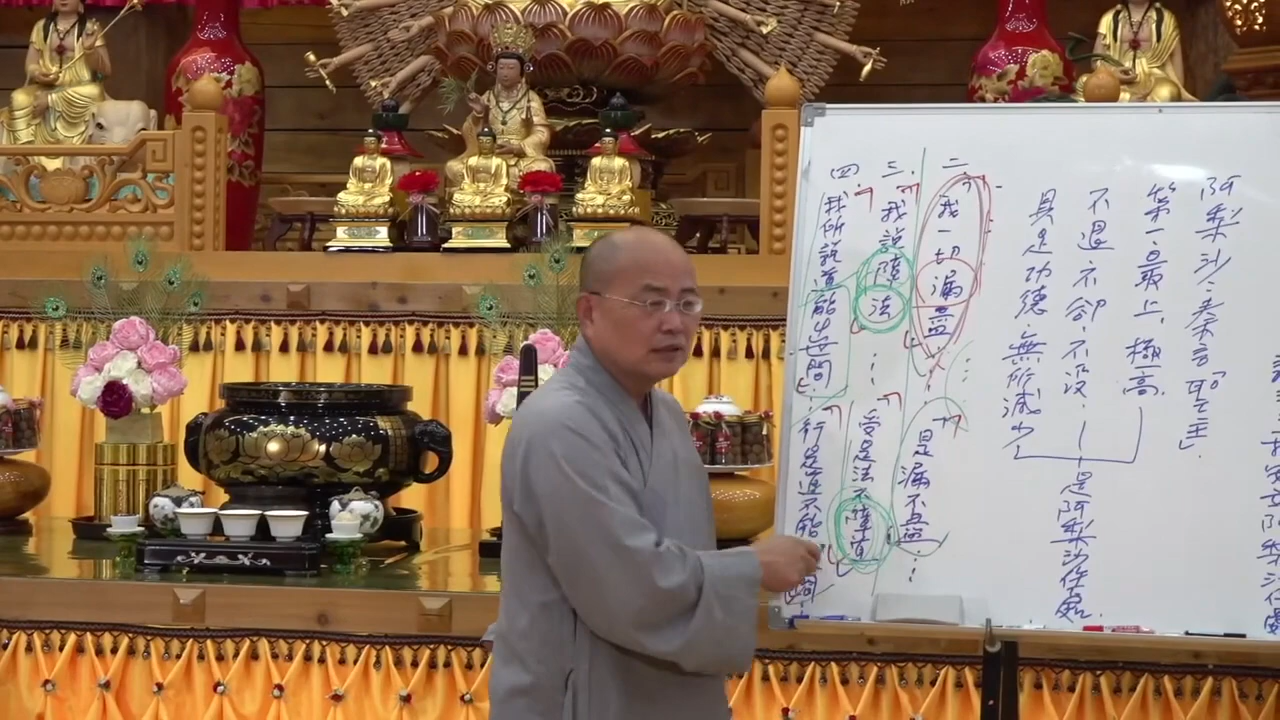 阿梨沙:秦言聖主.
第一.最上.極高.
不退不卻.不沒.
具足功德.無所減少
是阿梨沙住處.
二.「我一切漏盡…
是漏不盡…
三.「我說障法…
受是法不障道
四「我所說道能出世間
行是道不能